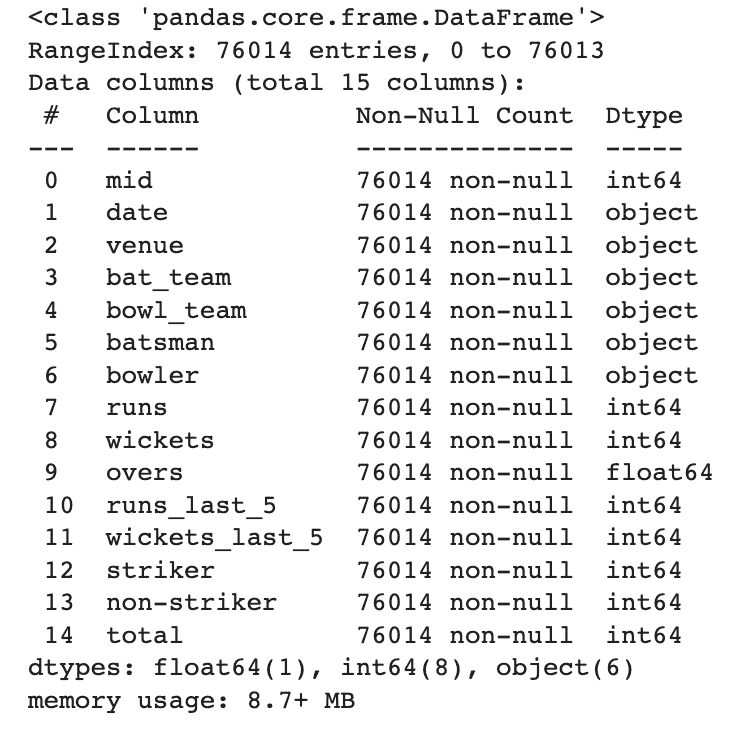 <class 'pandas.core.frame.DataFrame'>
RangeIndex: 76014 entries, 0 to 76013
Data columns (total 15 columns):
 #   Column          Non-Null Count  Dtype
---  ------          --------------  -----
 0   mid             76014 non-null  int64
 1   date            76014 non-null  object
 2   venue           76014 non-null  object
 3   bat_team        76014 non-null  object
 4   bowl_team       76014 non-null  object
 5   batsman         76014 non-null  object
 6   bowler          76014 non-null  object
 7   runs            76014 non-null  int64
 8   wickets         76014 non-null  int64
 9   overs           76014 non-null  float64
 10  runs_last_5     76014 non-null  int64
 11  wickets_last_5  76014 non-null  int64
 12  striker         76014 non-null  int64
 13  non-striker     76014 non-null  int64
 14  total           76014 non-null  int64
dtypes: float64(1), int64(8), object(6)
memory usage: 8.7+ MB